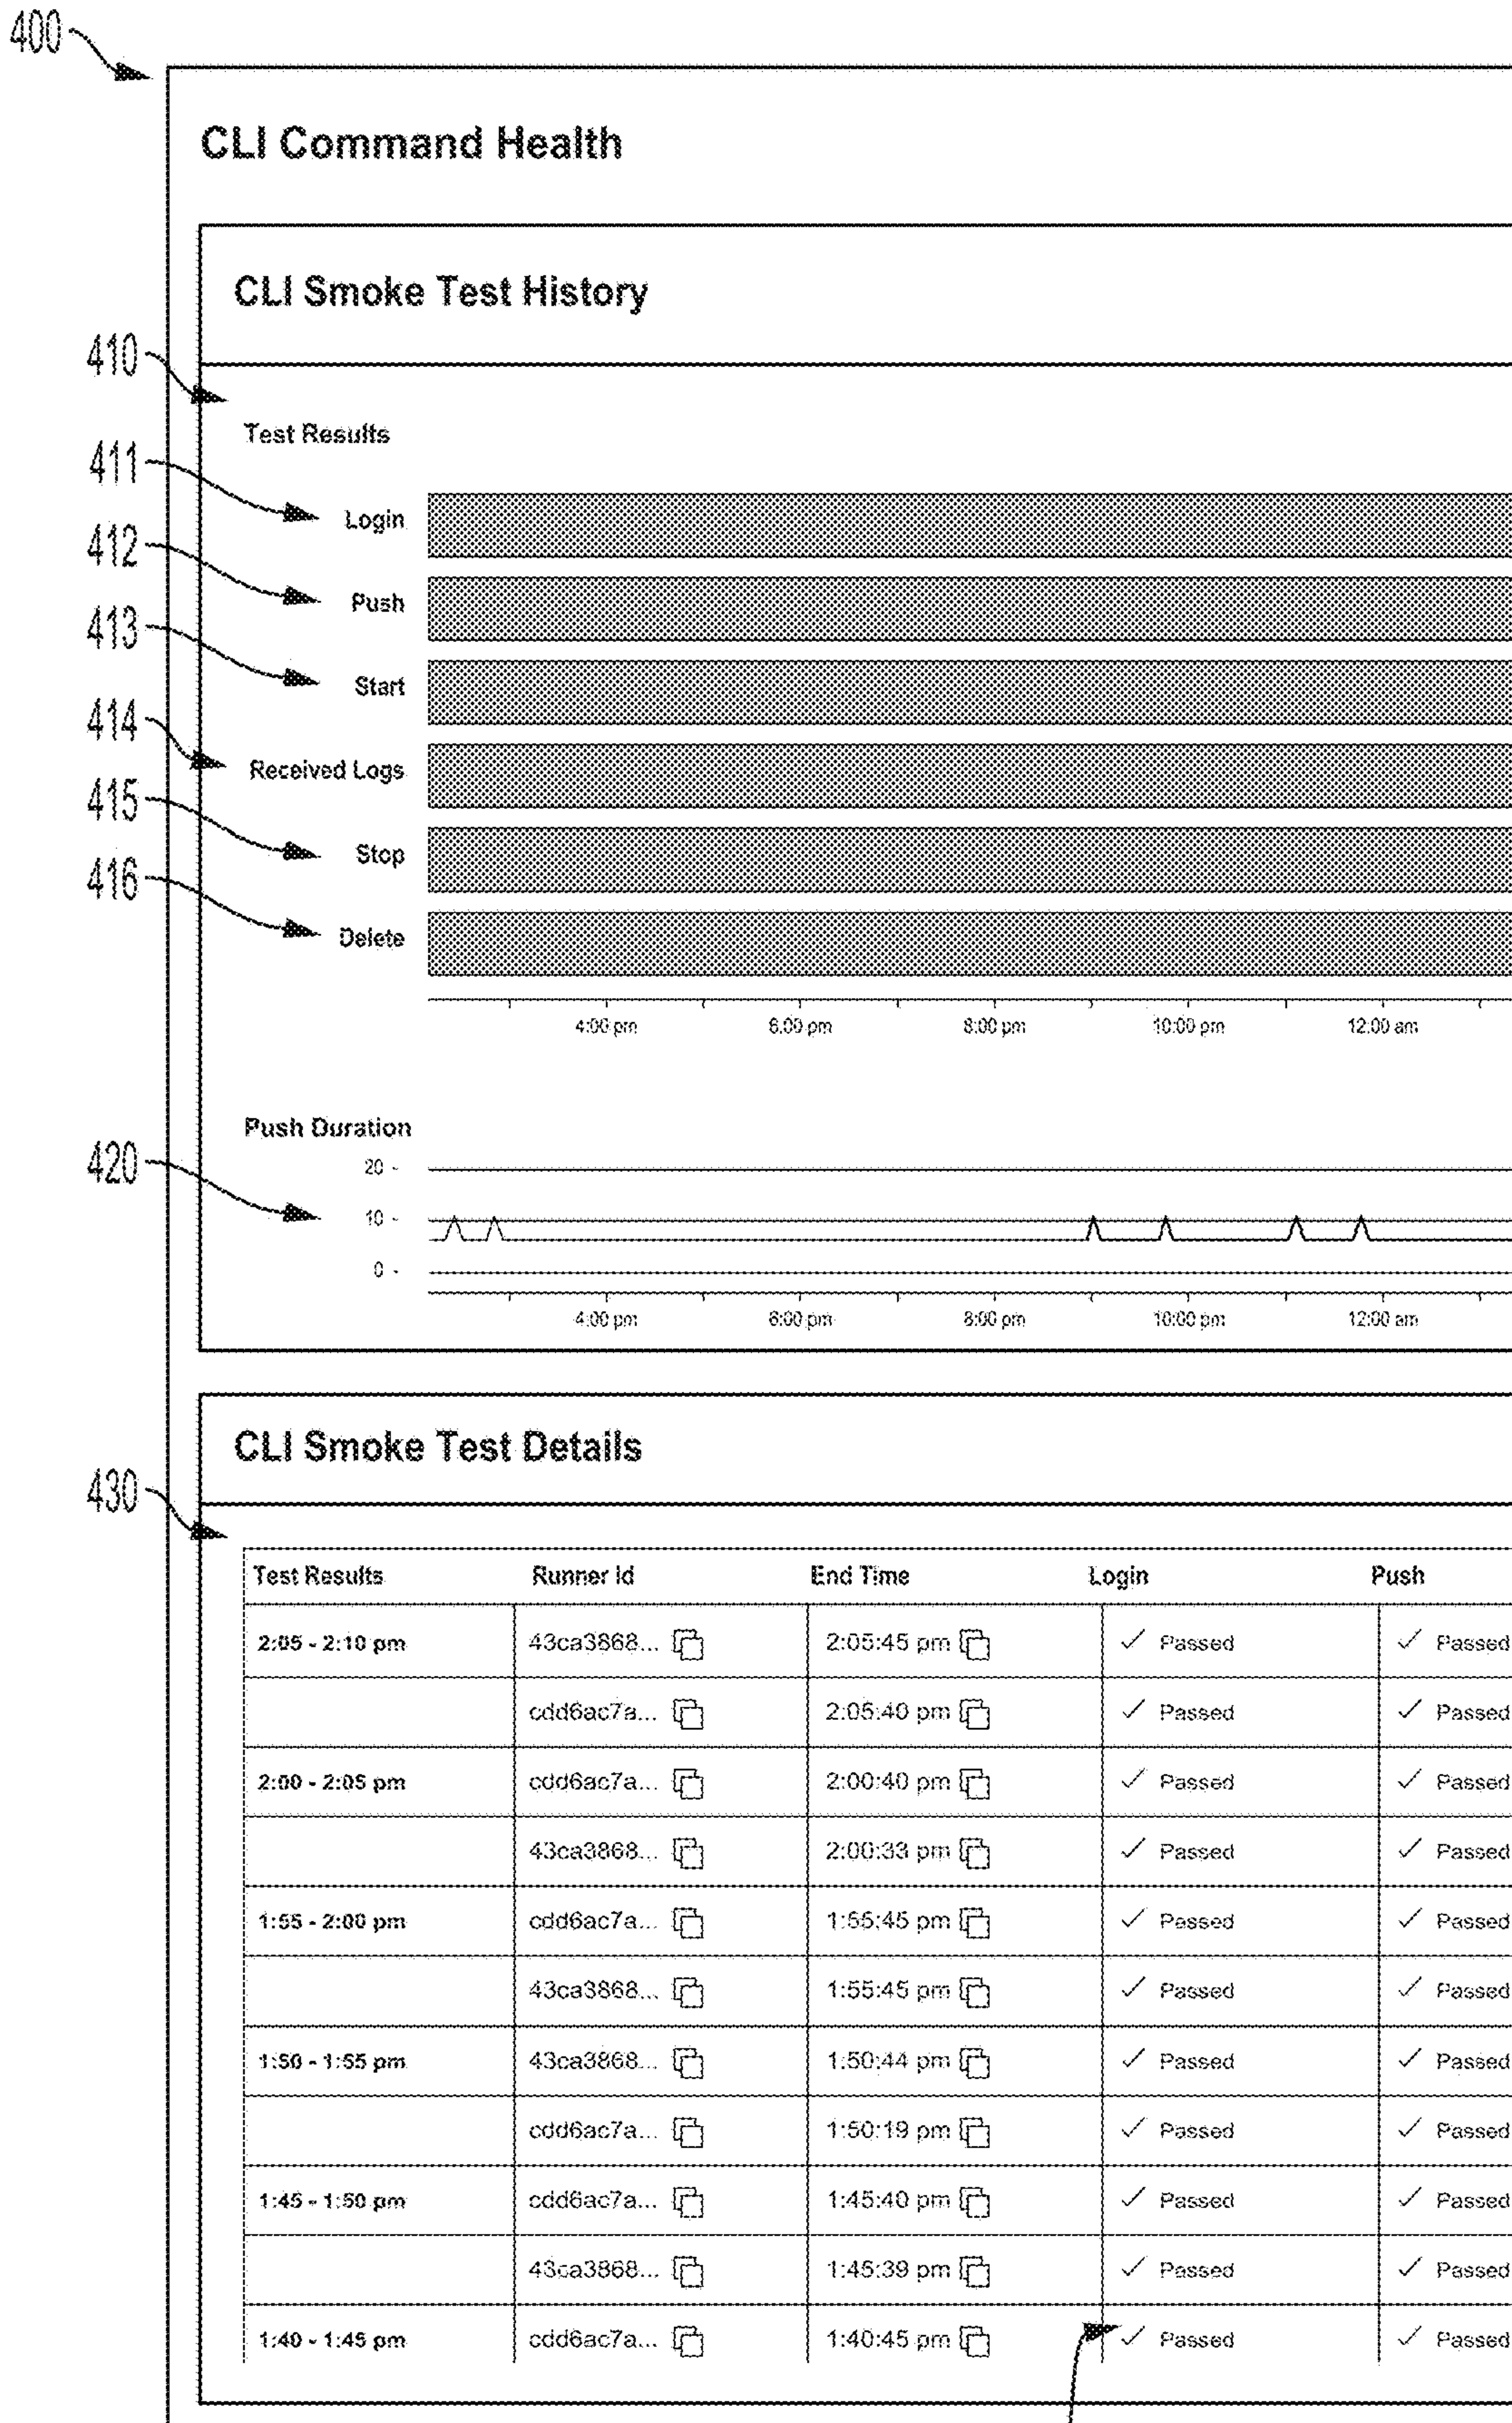 400
CLI Command Health
CLI Smoke Test History
410
Test Results
411
Login
412
Push
413
Start
414
Received Logs
415
Stop
416
Delete
4:00 pm 6:00 pm 8:00 pm 10:00 pm 12:00 am
Push Duration
420
20
10
0
4:00 pm 6:00 pm 8:00 pm 10:00 pm 12:00 am
CLI Smoke Test Details
430
Test Results Runner Id End Time Login Push
2:05 - 2:10 pm 43ca3868... 2:05:45 pm Passed Passed
cdd6ac7a... 2:05:40 pm Passed Passed
2:00 - 2:05 pm cdd6ac7a... 2:00:40 pm Passed Passed
43ca3868... 2:00:33 pm Passed Passed
1:55 - 2:00 pm cdd6ac7a... 1:55:45 pm Passed Passed
43ca3868... 1:55:45 pm Passed Passed
1:50 - 1:55 pm 43ca3868... 1:50:44 pm Passed Passed
cdd6ac7a... 1:50:19 pm Passed Passed
1:45 - 1:50 pm cdd6ac7a... 1:45:40 pm Passed Passed
43ca3868... 1:45:39 pm Passed Passed
1:40 - 1:45 pm cdd6ac7a... 1:40:45 pm Passed Passed